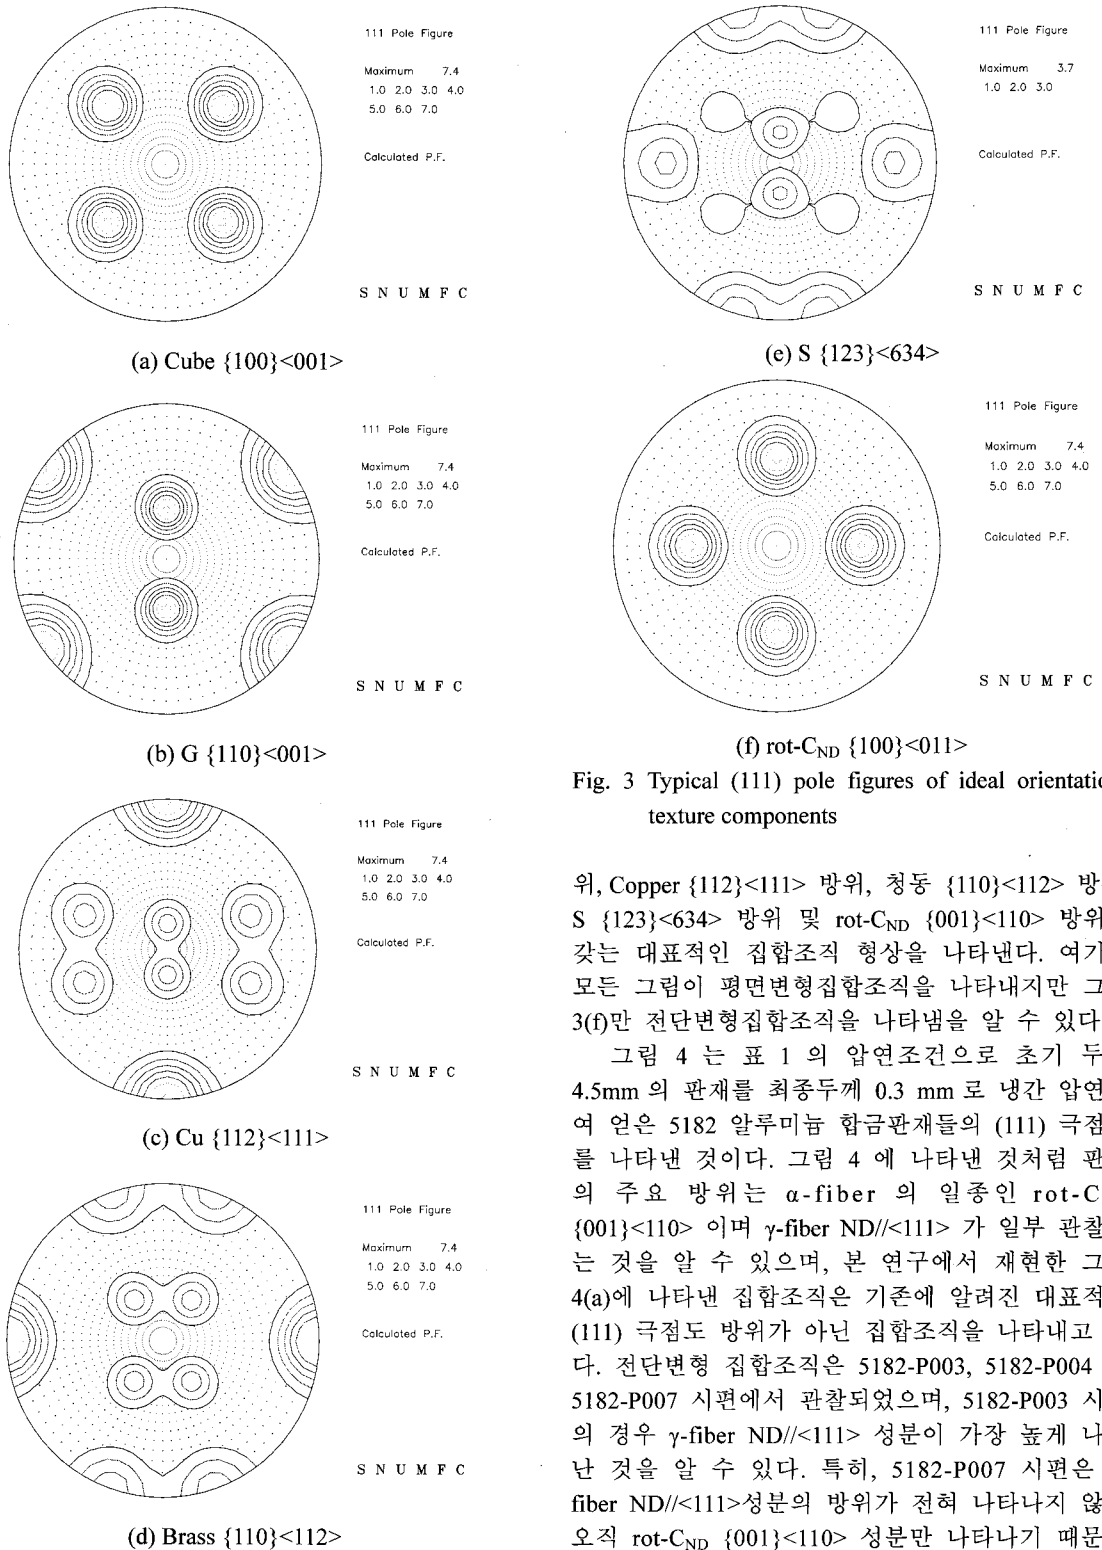 111 Pole Figure
Maximum 7.4
1.0 2.0 3.0 4.0
5.0 6.0 7.0
Calculated P.F.
S N U M F C
(a) Cube {100}<001>
111 Pole Figure
Maximum 7.4
1.0 2.0 3.0 4.0
5.0 6.0 7.0
Calculated P.F.
S N U M F C
(b) G {110}<001>
111 Pole Figure
Maximum 7.4
1.0 2.0 3.0 4.0
5.0 6.0 7.0
Calculated P.F.
S N U M F C
(c) Cu {112}<111>
111 Pole Figure
Maximum 7.4
1.0 2.0 3.0 4.0
5.0 6.0 7.0
Calculated P.F.
S N U M F C
(d) Brass {110}<112>
111 Pole Figure
Maximum 3.7
1.0 2.0 3.0
Calculated P.F.
S N U M F C
(e) S {123}<634>
111 Pole Figure
Maximum 7.4
1.0 2.0 3.0 4.0
5.0 6.0 7.0
Calculated P.F.
S N U M F C
(f) rot-C_ND {100}<011>
Fig. 3 Typical (111) pole figures of ideal orientatio
texture components
위, Copper {112}<111> 방위, 청동 {110}<112> 방
S {123}<634> 방위 및 rot-C_ND {001}<110> 방위
갖는 대표적인 집합조직 형상을 나타낸다. 여기
모든 그림이 평면변형집합조직을 나타내지만 그
3(f)만 전단변형집합조직을 나타냄을 알 수 있다
그림 4 는 표 1 의 압연조건으로 초기 두
4.5mm 의 판재를 최종두께 0.3 mm 로 냉간 압연
여 얻은 5182 알루미늄 합금판재들의 (111) 극점
를 나타낸 것이다. 그림 4 에 나타낸 것처럼 판
의 주요 방위는 α-fiber 의 일종인 rot-C
{001}<110> 이며 γ-fiber ND//<111> 가 일부 관찰
는 것을 알 수 있으며, 본 연구에서 재현한 그
4(a)에 나타낸 집합조직은 기존에 알려진 대표적
(111) 극점도 방위가 아닌 집합조직을 나타내고
다. 전단변형 집합조직은 5182-P003, 5182-P004
5182-P007 시편에서 관찰되었으며, 5182-P003 시
의 경우 γ-fiber ND//<111> 성분이 가장 높게 나
난 것을 알 수 있다. 특히, 5182-P007 시편은
fiber ND//<111>성분의 방위가 전혀 나타나지 않
오직 rot-C_ND {001}<110> 성분만 나타나기 때문